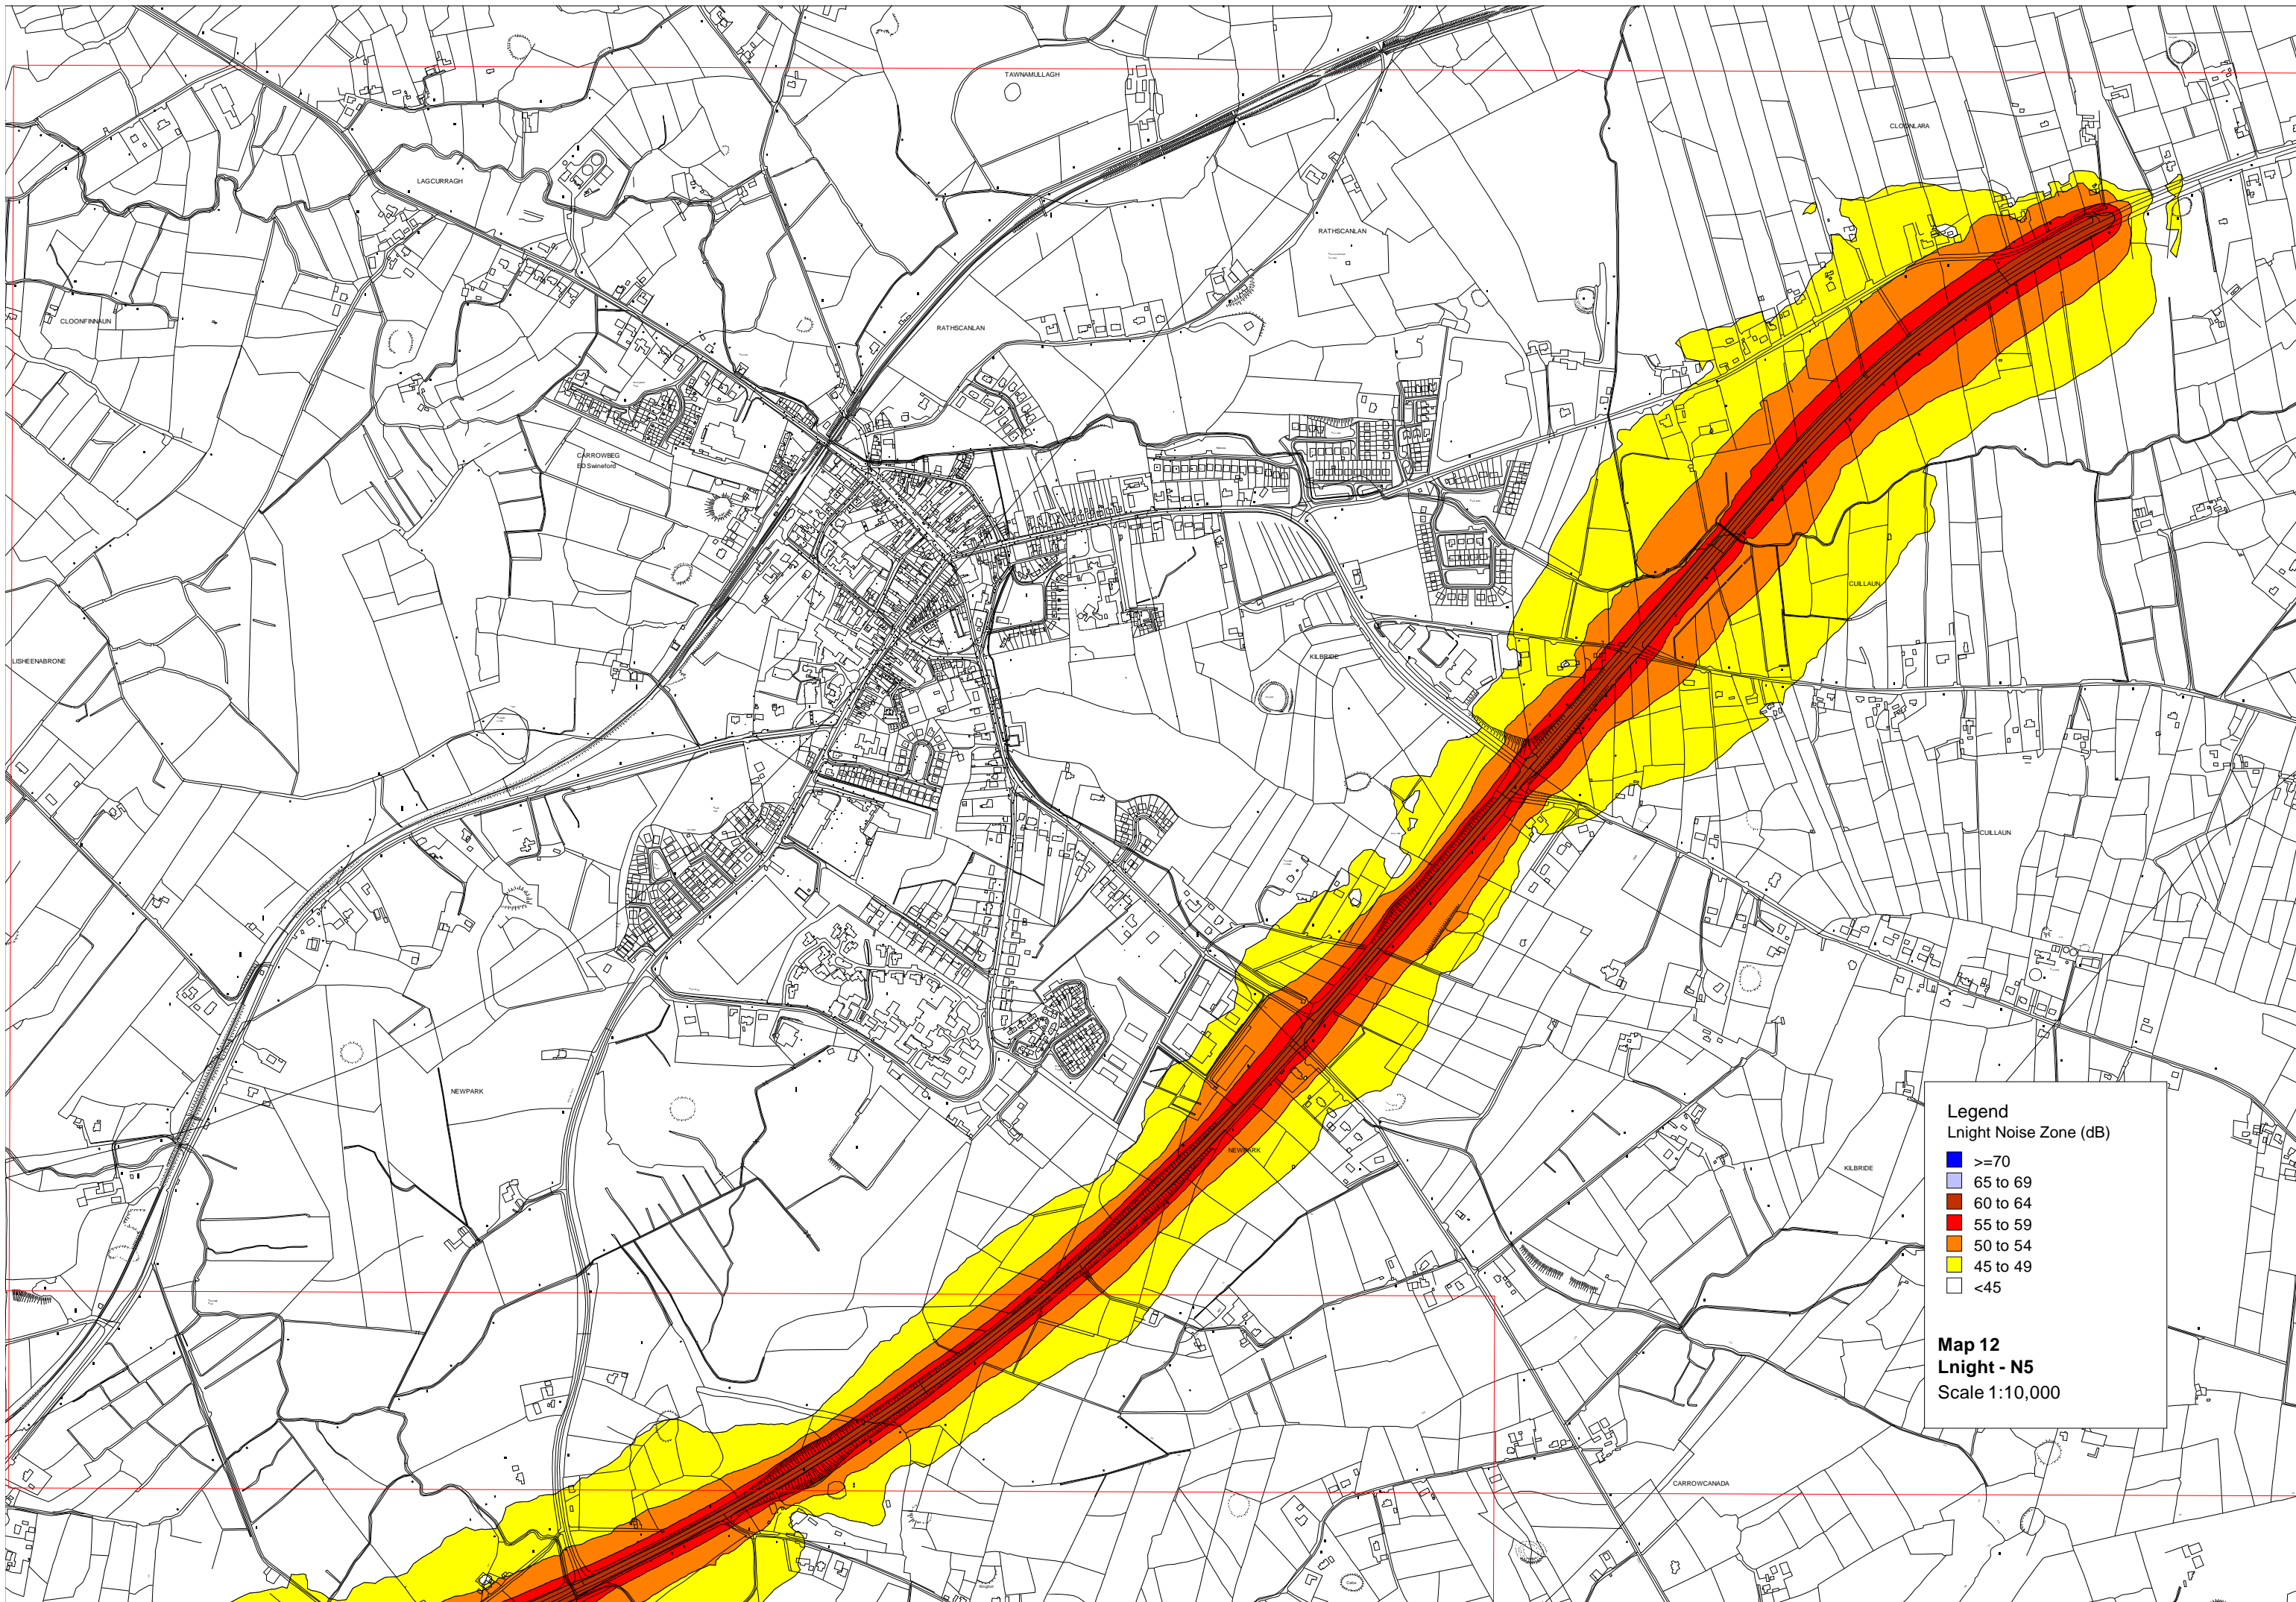 TAWNAMULLAGH
CLOONLARA
LAGCURRAGH
RATHSCANLAN
CLOONFINNAUN
RATHSCANLAN
CARROWBEG
ED Swineford
CUILLAUN
LISHEENABRONE
KILBRIDE
CUILLAUN
NEWPARK
NEWPARK
KILBRIDE
Legend
Lnight Noise Zone (dB)
>=70
65 to 69
60 to 64
55 to 59
50 to 54
45 to 49
<45
Map 12
Lnight - N5
Scale 1:10,000
CARROWCANADA